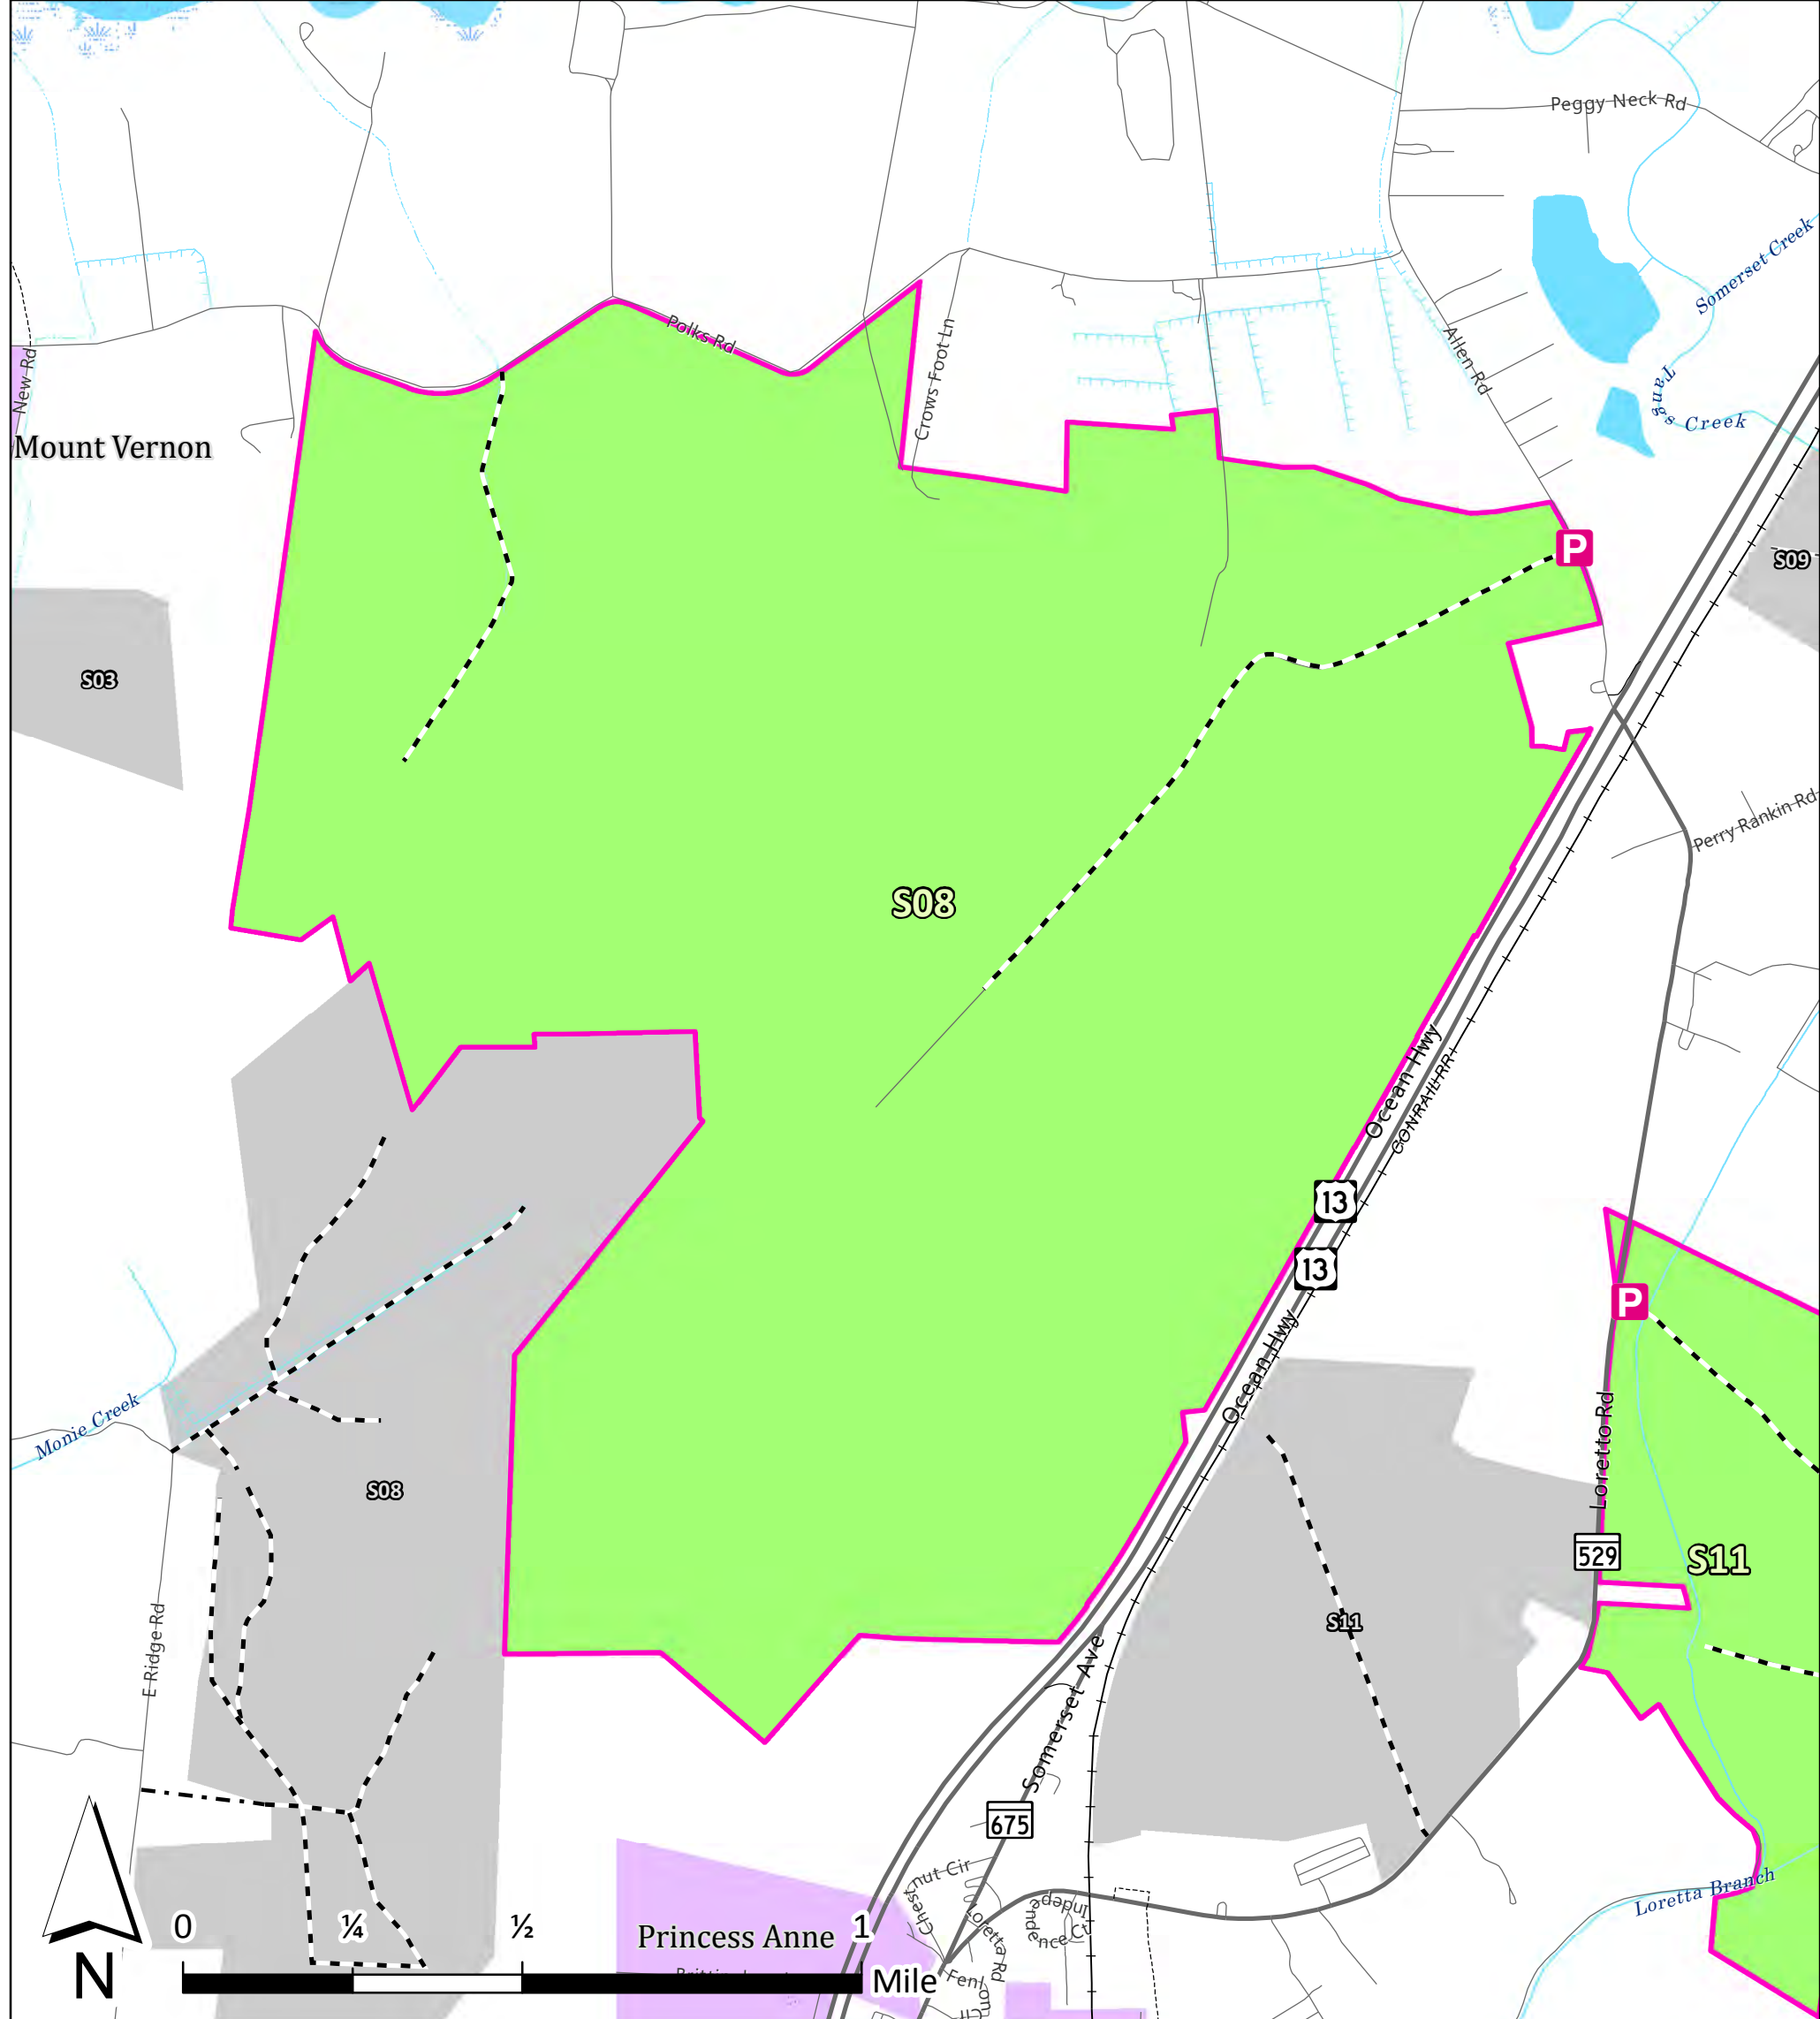 Peggy Neck Rd
Somerset Creek
Polks Rd
Crows Foot Ln
Allen Rd
New Rd
Tangs Creek
Mount Vernon
P
S09
S03
Perry Rankin Rd
S08
Ocean Hwy
CONRAIL RR
13
13
P
Ocean Hwy
Monie Creek
Loretto Rd
S08
529
S11
S11
E Ridge Rd
Somerset Ave
675
Chestnut Cir
Independence Ct
Loretta Rd
Loretta Branch
0 ¼ ½ 1
Princess Anne
N
Mile